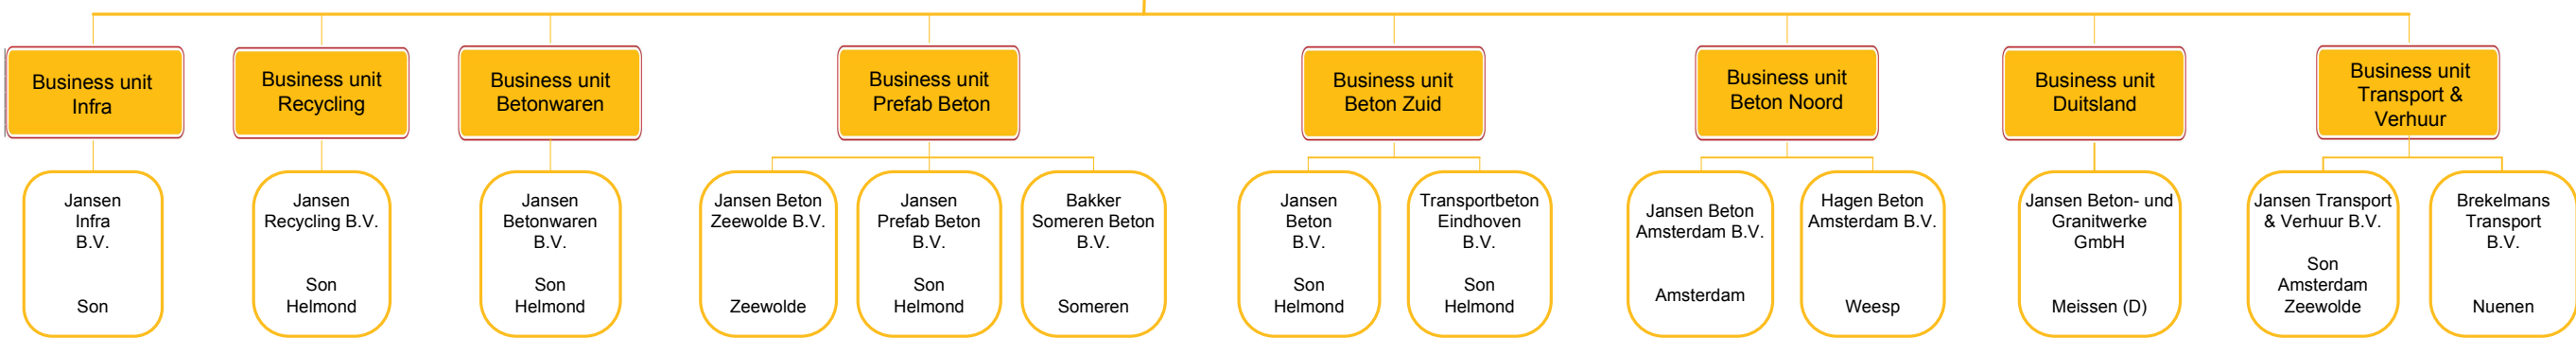 Business unit
Infra
Business unit
Recycling
Business unit
Betonwaren
Business unit
Prefab Beton
Business unit
Beton Zuid
Business unit
Beton Noord
Business unit
Duitsland
Business unit
Transport &
Verhuur
Jansen
Infra
B.V.
Son
Jansen
Recycling B.V.
Son
Helmond
Jansen
Betonwaren
B.V.
Son
Helmond
Jansen Beton
Zeewolde B.V.
Zeewolde
Jansen
Prefab Beton
B.V.
Son
Helmond
Bakker
Someren Beton
B.V.
Someren
Jansen
Beton
B.V.
Son
Helmond
Transportbeton
Eindhoven
B.V.
Son
Helmond
Jansen Beton
Amsterdam B.V.
Amsterdam
Hagen Beton
Amsterdam B.V.
Weesp
Jansen Beton- und
Granitwerke
GmbH
Meissen (D)
Jansen Transport
& Verhuur B.V.
Son
Amsterdam
Zeewolde
Brekelmans
Transport
B.V.
Nuenen